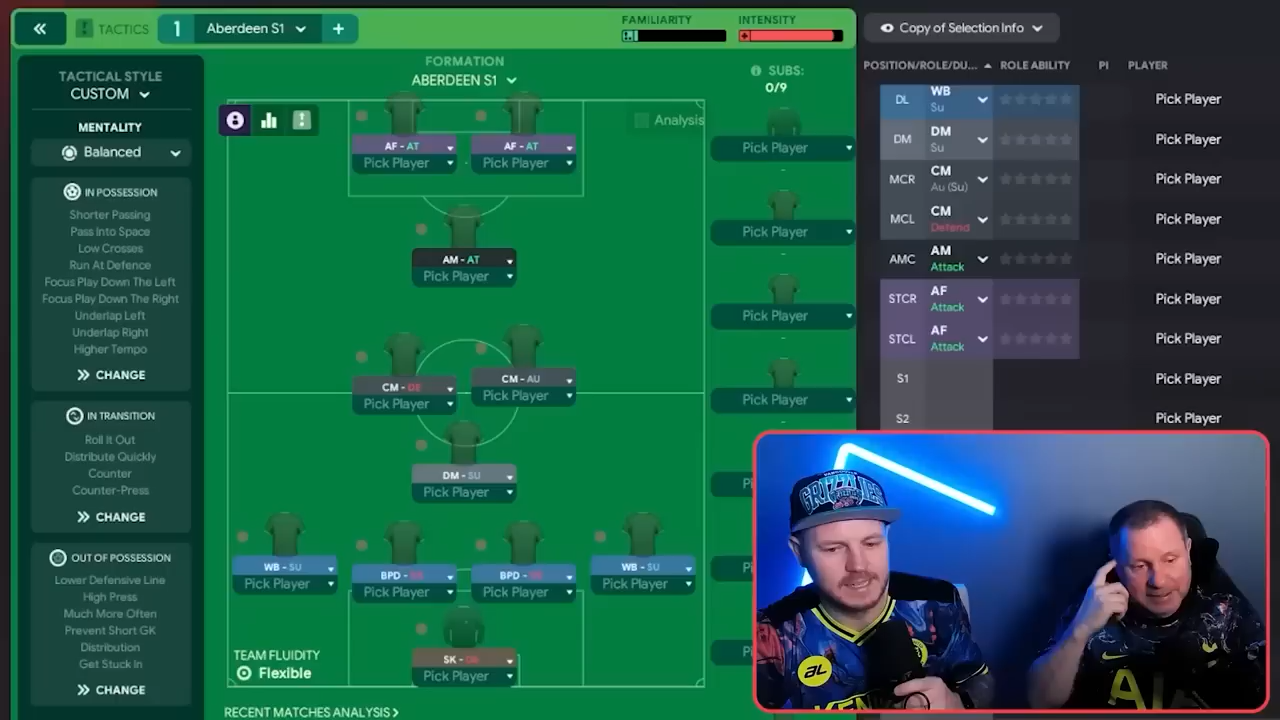 TACTICS
1
Aberdeen S1
+
FAMILIARITY
INTENSITY
Copy of Selection Info
TACTICAL STYLE
CUSTOM
MENTALITY
Balanced
IN POSSESSION
Shorter Passing
Pass Into Space
Low Crosses
Run At Defence
Focus Play Down The Left
Focus Play Down The Right
Underlap Left
Underlap Right
Higher Tempo
CHANGE
IN TRANSITION
Roll It Out
Distribute Quickly
Counter
Counter-Press
CHANGE
OUT OF POSSESSION
Lower Defensive Line
High Press
Much More Often
Prevent Short GK
Distribution
Get Stuck In
CHANGE
FORMATION
ABERDEEN S1
SUBS:
0/9
Analysis
AF - AT
Pick Player
AF - AT
Pick Player
AM - AT
Pick Player
CM - DE
Pick Player
CM - AU
Pick Player
DM - SU
Pick Player
WB - SU
Pick Player
BPD - DE
Pick Player
BPD - DE
Pick Player
WB - SU
Pick Player
SK - DE
Pick Player
TEAM FLUIDITY
Flexible
RECENT MATCHES ANALYSIS
Pick Player
Pick Player
Pick Player
Pick Player
POSITION/ROLE/DU... ROLE ABILITY PI PLAYER
DL WB Su Pick Player
DM DM Su Pick Player
MCR CM Au (Su) Pick Player
MCL CM Defend Pick Player
AMC AM Attack Pick Player
STCR AF Attack Pick Player
STCL AF Attack Pick Player
S1 Pick Player
S2 Pick Player
GRIZZLIES
AIA